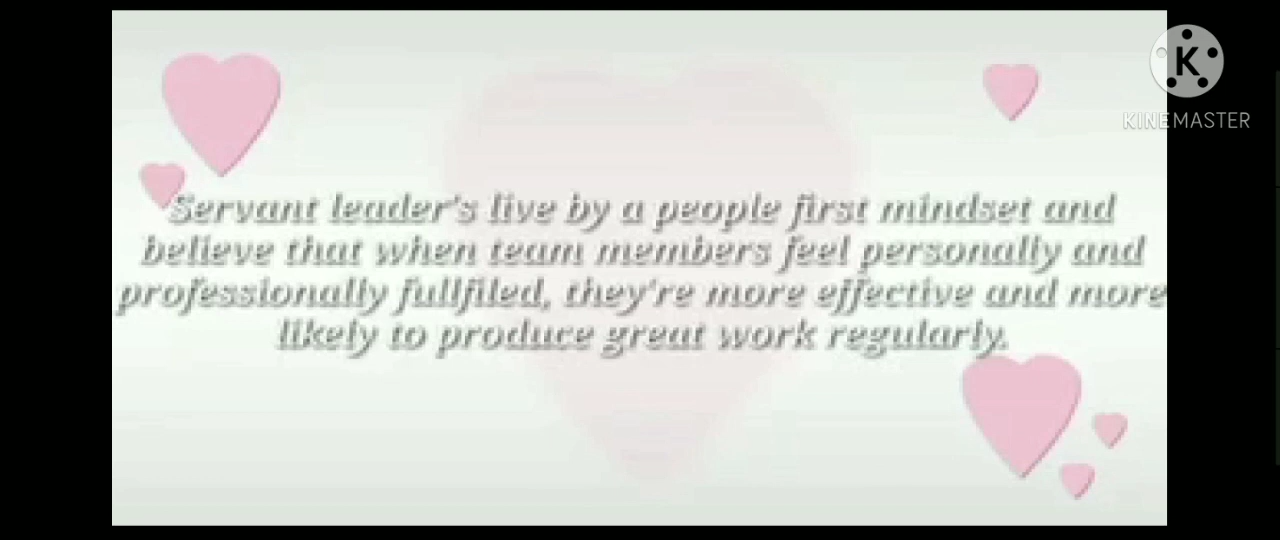 KINEMASTER
Servant leader's live by a people first mindset and
believe that when team members feel personally and
professionally fullfiled, they're more effective and more
likely to produce great work regularly.